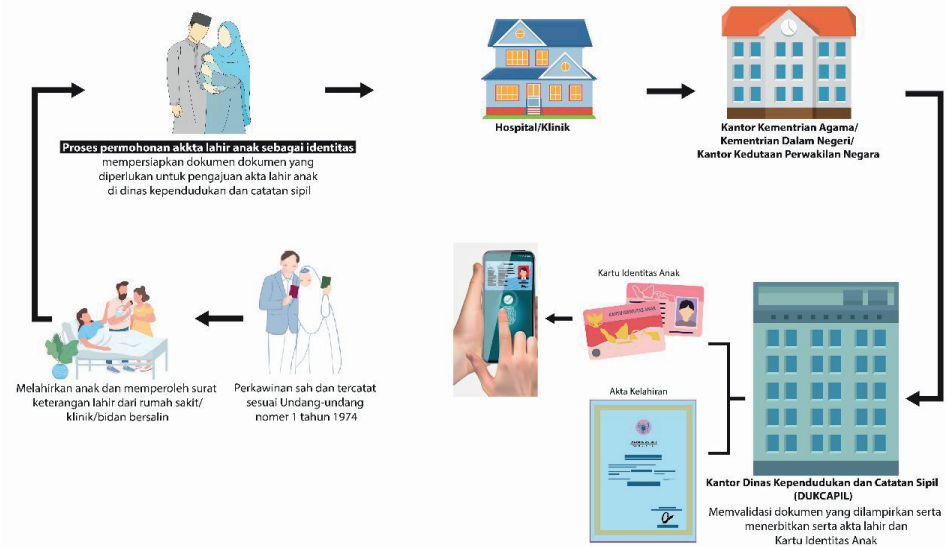 Hospital/Klinik
Kantor Kementrian Agama/
Kementrian Dalam Negeri/
Kantor Kedutaan Perwakilan Negara
Proses permohonan akkta lahir anak sebagai identitas
mempersiapkan dokumen dokumen yang
diperlukan untuk pengajuan akta lahir anak
di dinas kependudukan dan catatan sipil
Melahirkan anak dan memperoleh surat
keterangan lahir dari rumah sakit/
klinik/bidan bersalin
Perkawinan sah dan tercatat
sesuai Undang-undang
nomer 1 tahun 1974
Kartu Identitas Anak
Akta Kelahiran
Kantor Dinas Kependudukan dan Catatan Sipil
(DUKCAPIL)
Memvalidasi dokumen yang dilampirkan serta
menerbitkan serta akta lahir dan
Kartu Identitas Anak